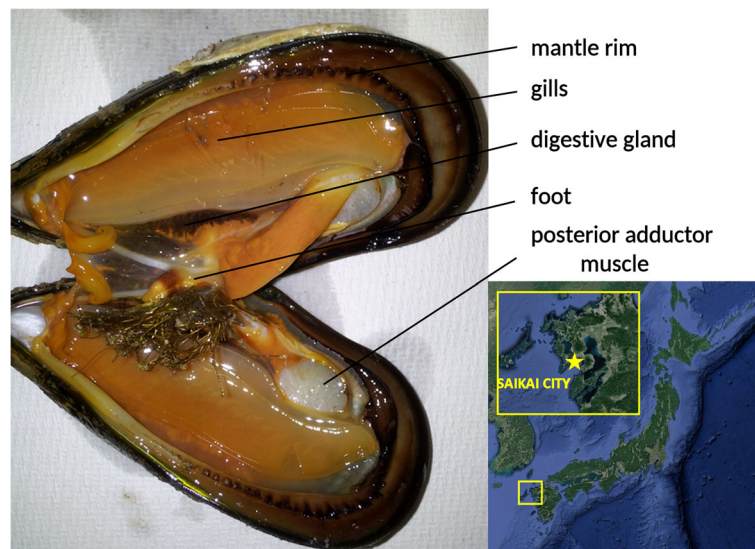 mantle rim
gills
digestive gland
foot
posterior adductor
muscle
SAIKAI CITY